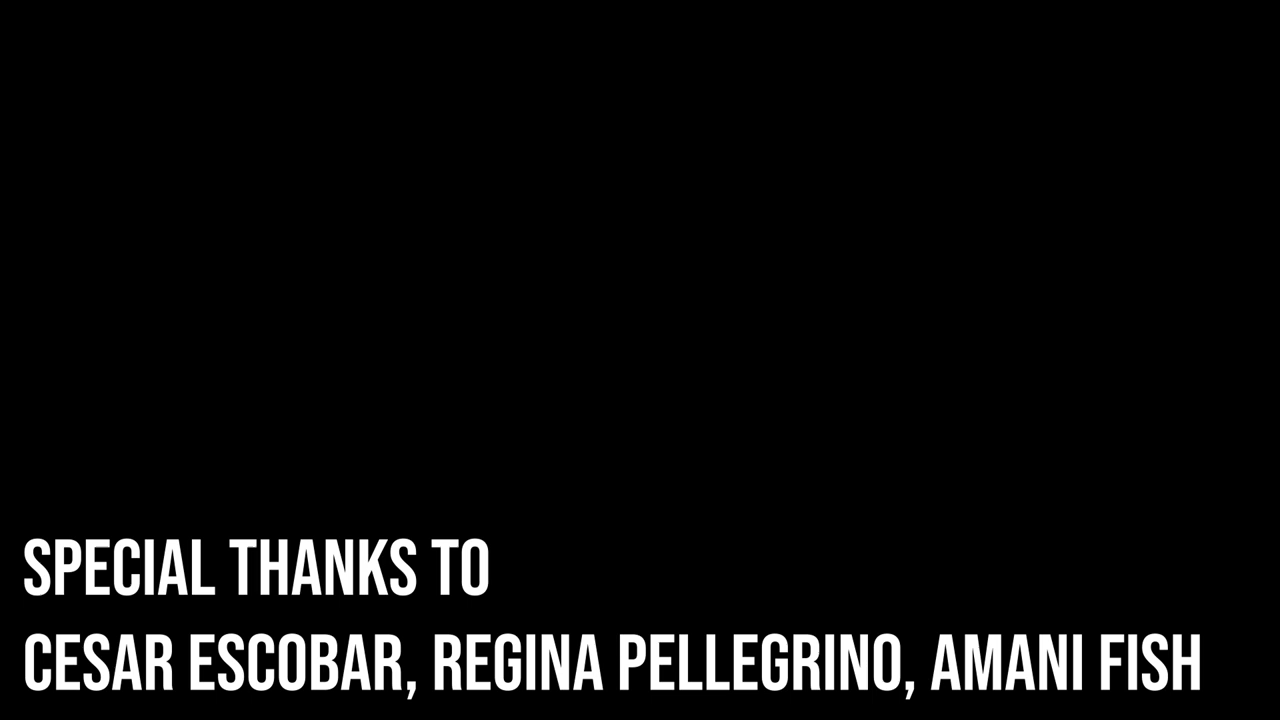 SPECIAL THANKS TO
CESAR ESCOBAR, REGINA PELLEGRINO, AMANI FISH